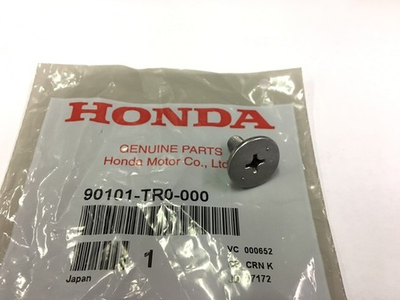 HONDA
GENUINE PARTS
Honda Motor Co., Ltd
90101-TR0-000
1
VC 000652
CRN K
7172
Japan